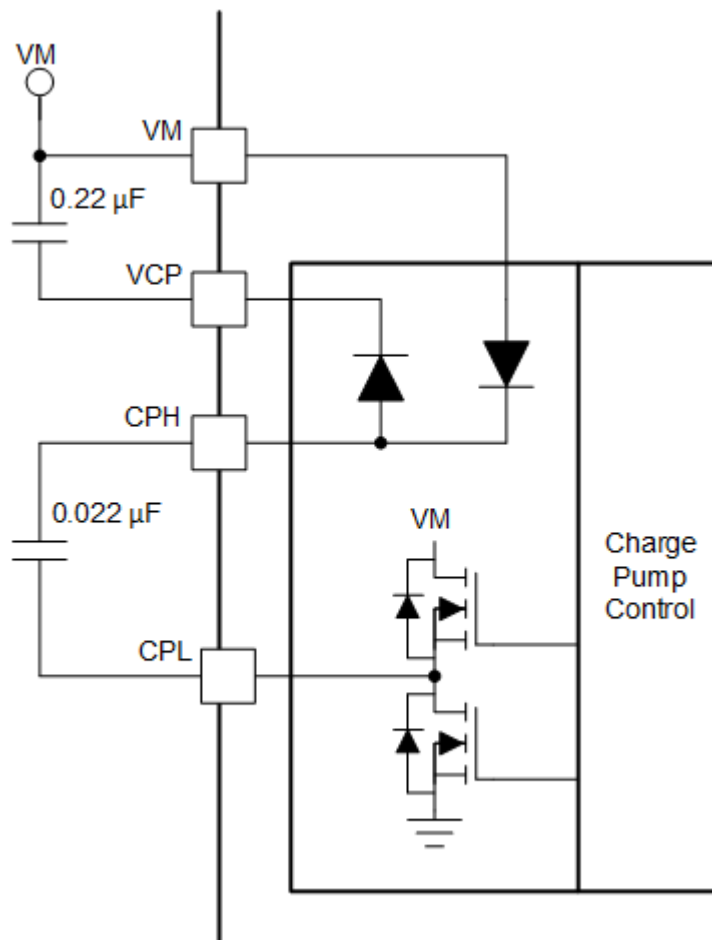 VM
VM
0.22 µF
VCP
CPH
0.022 µF
VM
Charge
Pump
Control
CPL